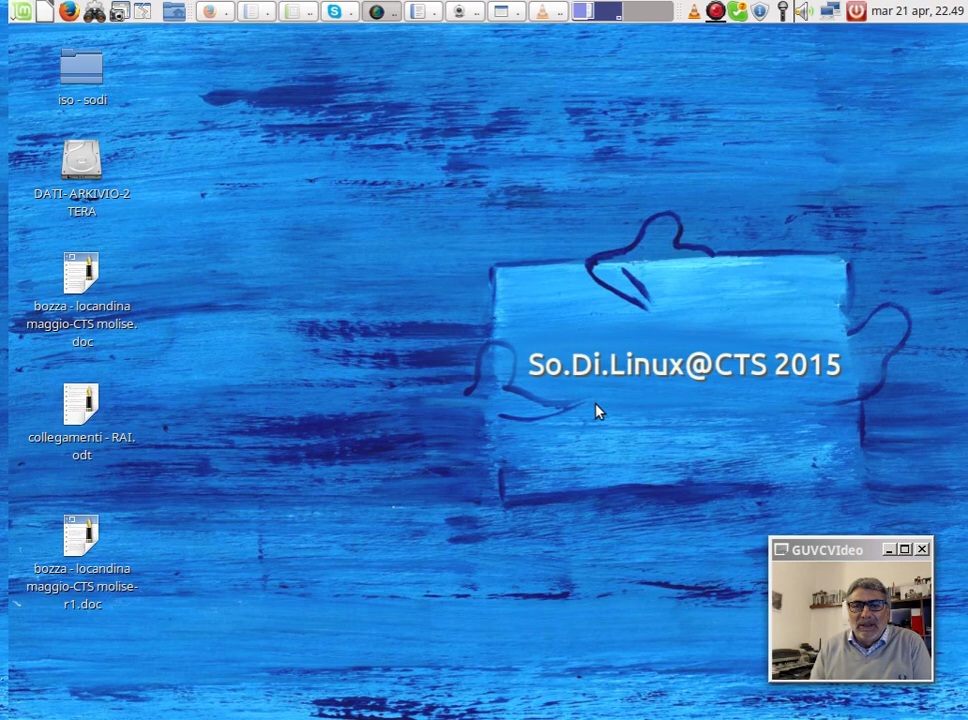 mar 21 apr, 22.49
iso - sodi
DATI- ARKIVIO-2
TERA
bozza - locandina
maggio-CTS molise.
doc
So.Di.Linux@CTS 2015
collegamenti - RAI.
odt
bozza - locandina
maggio-CTS molise-
r1.doc
GUVCVIdeo